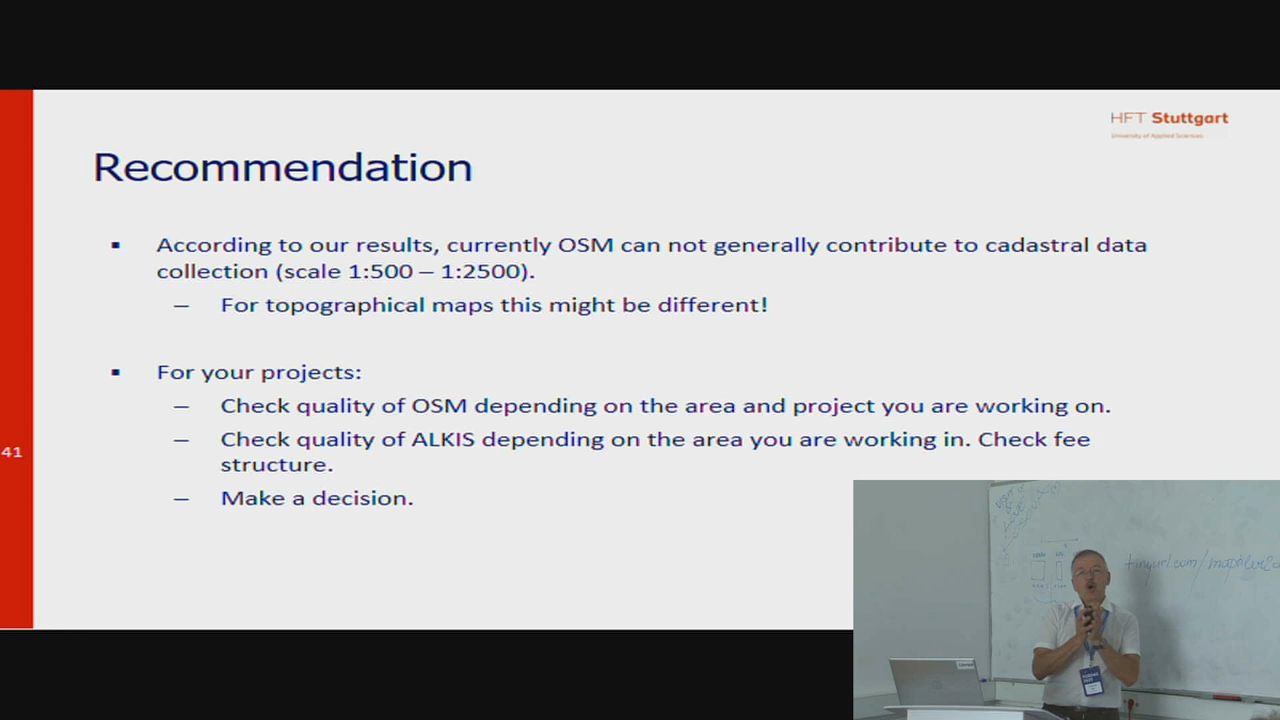 HFT Stuttgart
University of Applied Sciences
Recommendation
▪ According to our results, currently OSM can not generally contribute to cadastral data
collection (scale 1:500 – 1:2500).
– For topographical maps this might be different!
▪ For your projects:
– Check quality of OSM depending on the area and project you are working on.
– Check quality of ALKIS depending on the area you are working in. Check fee
structure.
– Make a decision.
41
tinyurl.com/